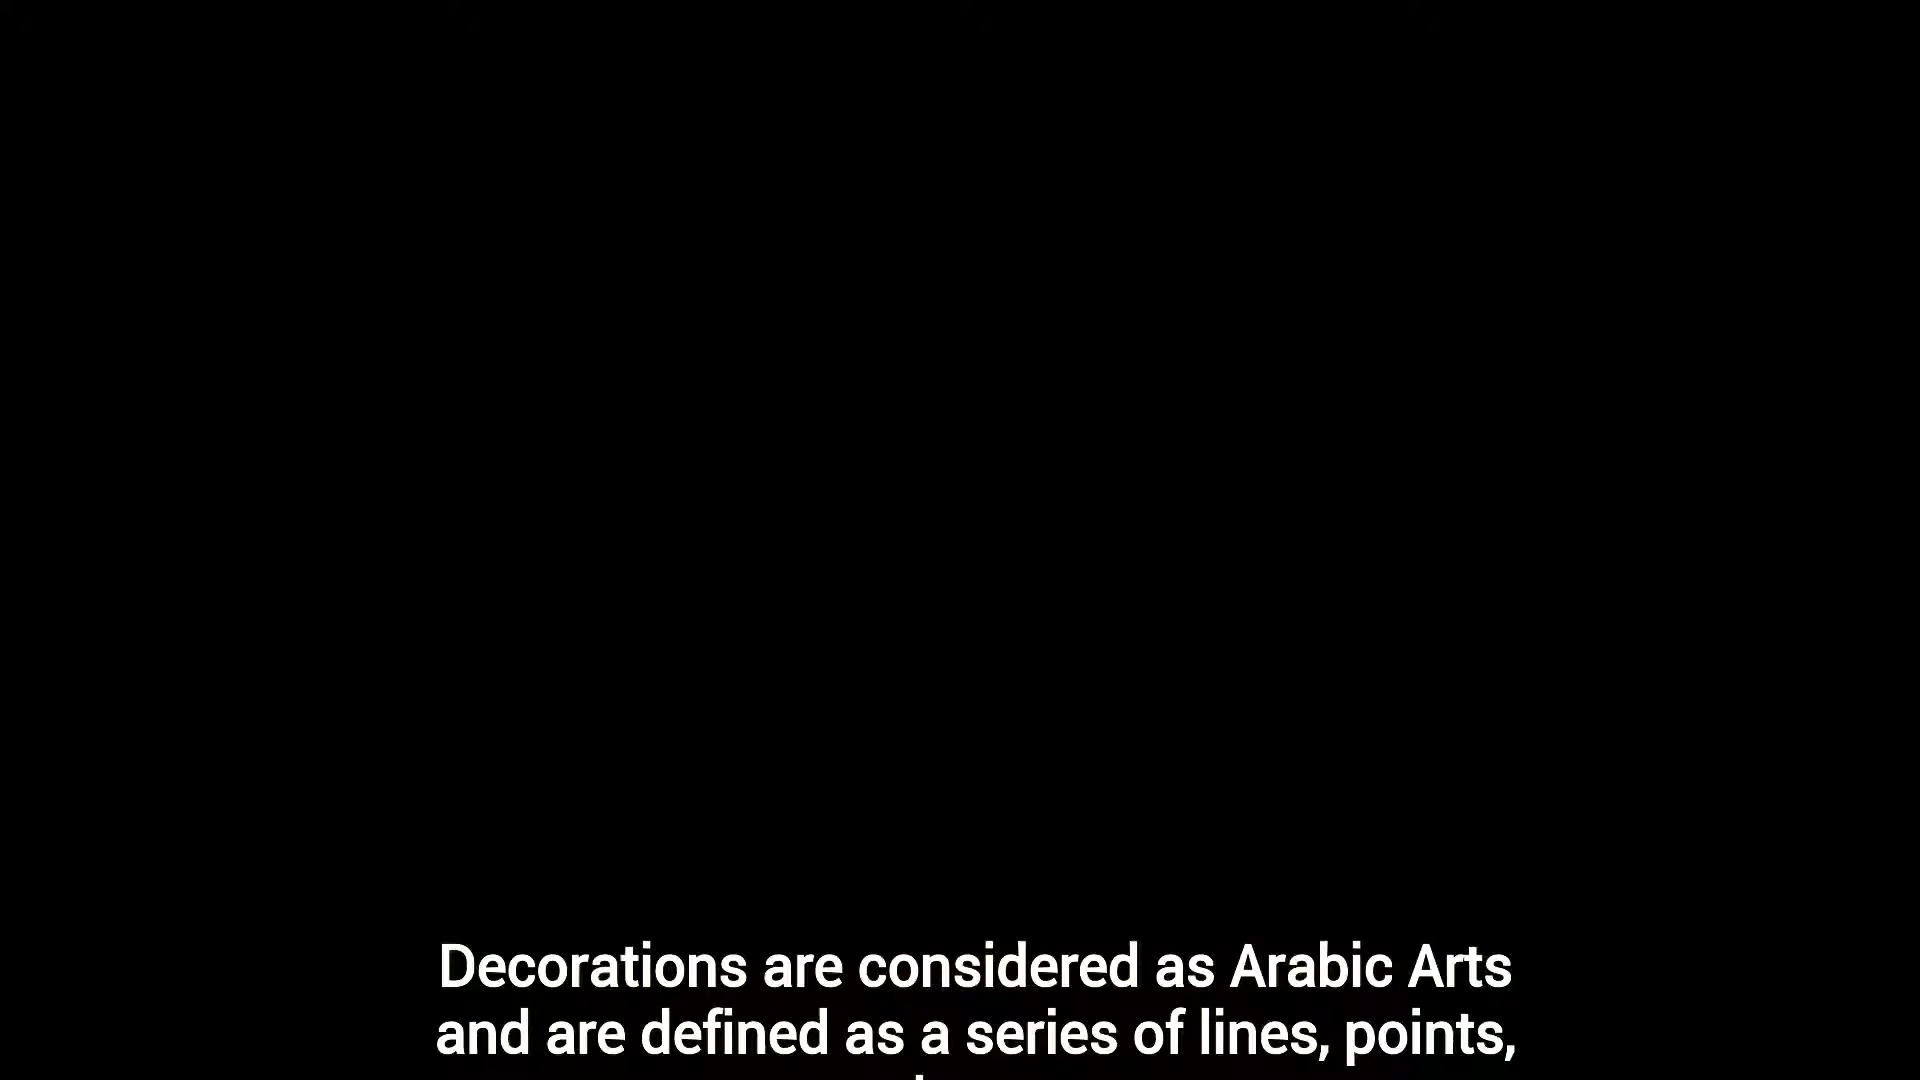 Decorations are considered as Arabic Arts
and are defined as a series of lines, points,